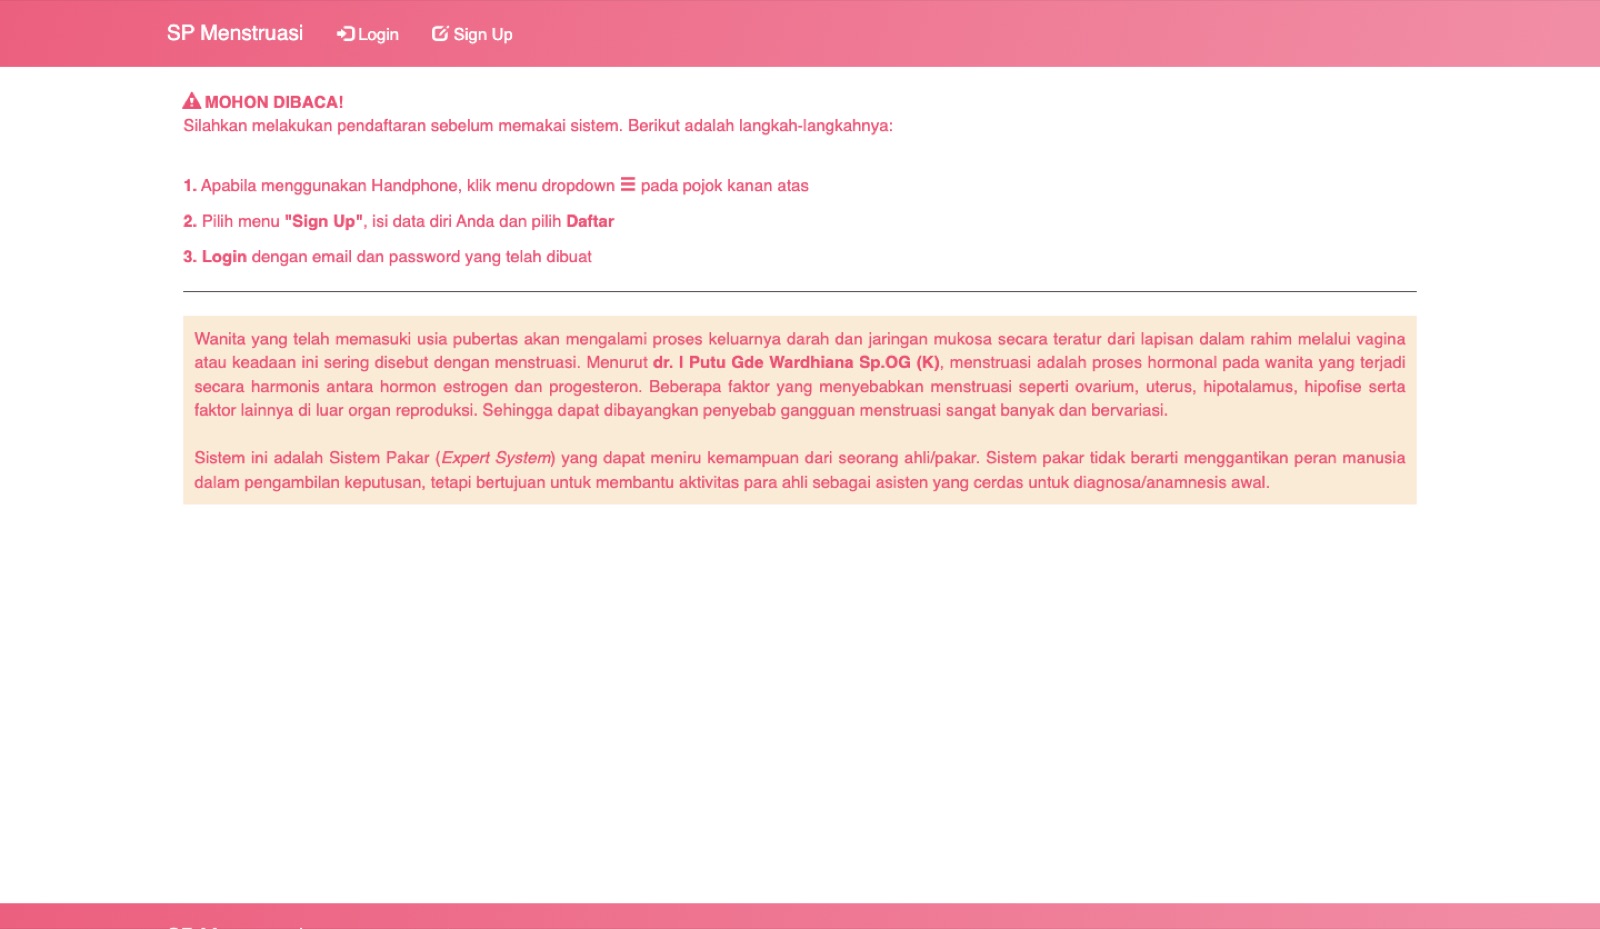 SP Menstruasi Login Sign Up
MOHON DIBACA!
Silahkan melakukan pendaftaran sebelum memakai sistem. Berikut adalah langkah-langkahnya:
1. Apabila menggunakan Handphone, klik menu dropdown pada pojok kanan atas
2. Pilih menu "Sign Up", isi data diri Anda dan pilih Daftar
3. Login dengan email dan password yang telah dibuat
Wanita yang telah memasuki usia pubertas akan mengalami proses keluarnya darah dan jaringan mukosa secara teratur dari lapisan dalam rahim melalui vagina
atau keadaan ini sering disebut dengan menstruasi. Menurut dr. I Putu Gde Wardhiana Sp.OG (K), menstruasi adalah proses hormonal pada wanita yang terjadi
secara harmonis antara hormon estrogen dan progesteron. Beberapa faktor yang menyebabkan menstruasi seperti ovarium, uterus, hipotalamus, hipofise serta
faktor lainnya di luar organ reproduksi. Sehingga dapat dibayangkan penyebab gangguan menstruasi sangat banyak dan bervariasi.
Sistem ini adalah Sistem Pakar (Expert System) yang dapat meniru kemampuan dari seorang ahli/pakar. Sistem pakar tidak berarti menggantikan peran manusia
dalam pengambilan keputusan, tetapi bertujuan untuk membantu aktivitas para ahli sebagai asisten yang cerdas untuk diagnosa/anamnesis awal.